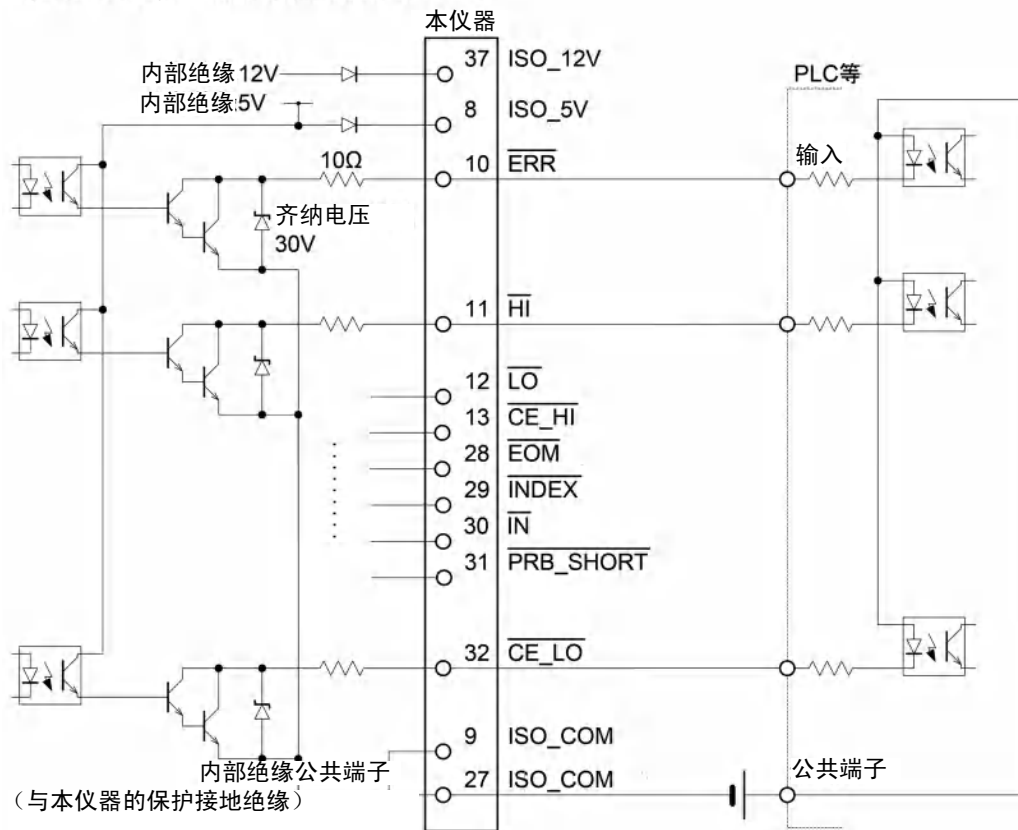 本仪器
37 ISO_12V
内部绝缘12V
PLC等
内部绝缘5V
8 ISO_5V
10Ω
10 ERR
输入
齐纳电压
30V
11 HI
12 LO
13 CE_HI
28 EOM
29 INDEX
30 IN
31 PRB_SHORT
32 CE_LO
9 ISO_COM
内部绝缘公共端子
公共端子
27 ISO_COM
（与本仪器的保护接地绝缘）